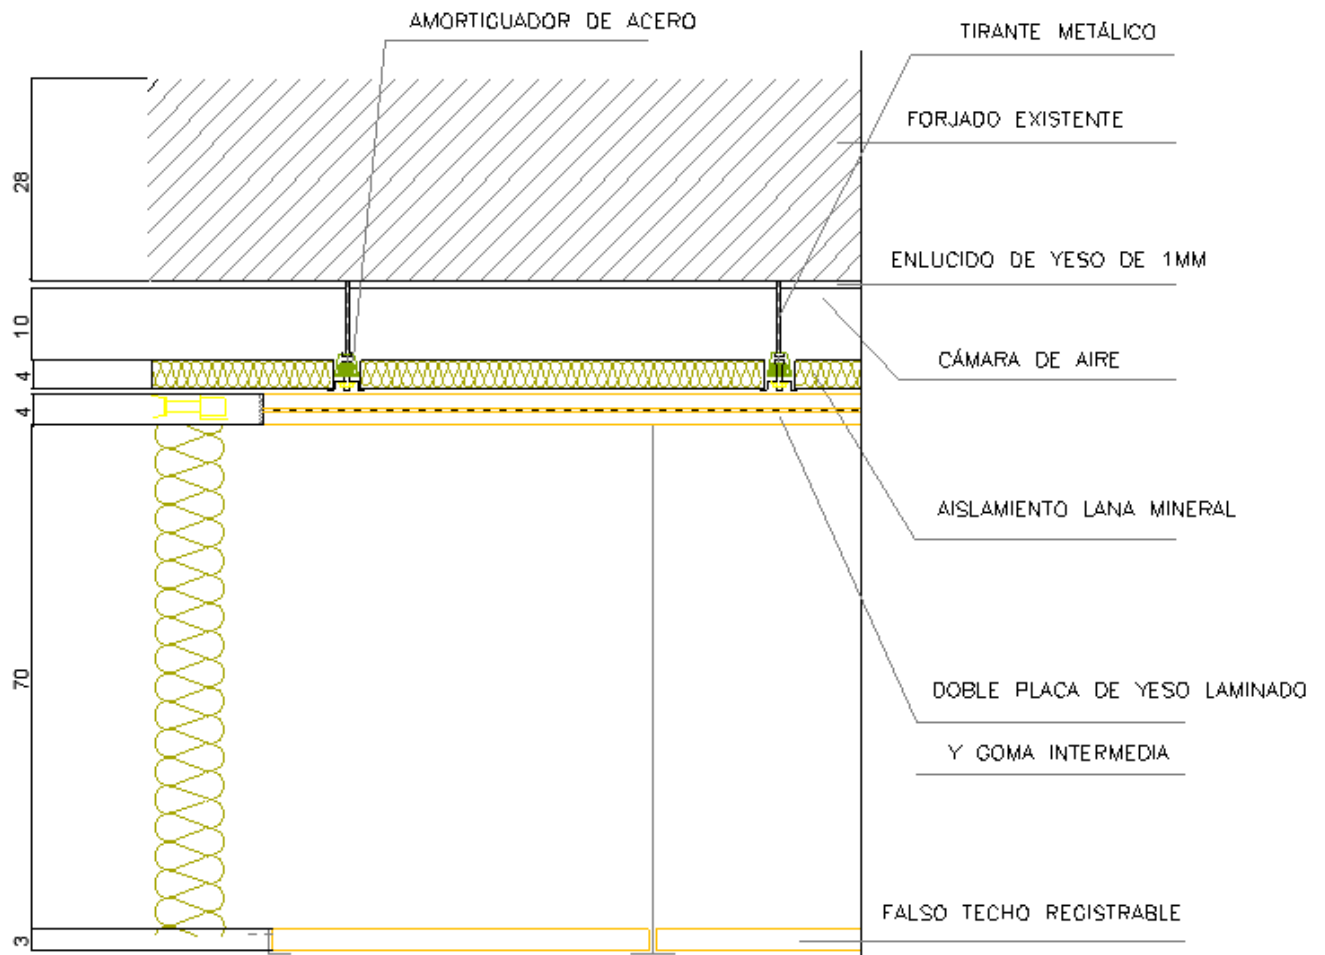 AMORTIGUADOR DE ACERO
TIRANTE METÁLICO
FORJADO EXISTENTE
28
ENLUCIDO DE YESO DE 1MM
10
CÁMARA DE AIRE
4
4
AISLAMIENTO LANA MINERAL
70
DOBLE PLACA DE YESO LAMINADO
Y GOMA INTERMEDIA
FALSO TECHO REGISTRABLE
3